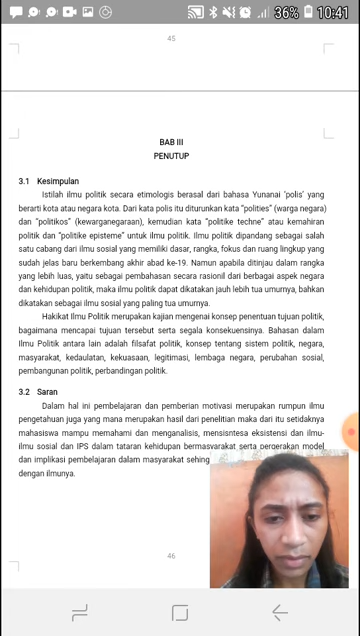 36% 10:41
45
BAB III
PENUTUP
3.1 Kesimpulan
Istilah ilmu politik secara etimologis berasal dari bahasa Yunanai 'polis' yang
berarti kota atau negara kota. Dari kata polis itu diturunkan kata "polities" (warga negara)
dan "politikos" (kewarganegaraan), kemudian kata "politike techne" atau kemahiran
politik dan "politike episteme" untuk ilmu politik. Ilmu politik dipandang sebagai salah
satu cabang dari ilmu sosial yang memiliki dasar, rangka, fokus dan ruang lingkup yang
sudah jelas baru berkembang akhir abad ke-19. Namun apabila ditinjau dalam rangka
yang lebih luas, yaitu sebagai pembahasan secara rasionil dari berbagai aspek negara
dan kehidupan politik, maka ilmu politik dapat dikatakan jauh lebih tua umurnya, bahkan
dikatakan sebagai ilmu sosial yang paling tua umurnya.
Hakikat Ilmu Politik merupakan kajian mengenai konsep penentuan tujuan politik,
bagaimana mencapai tujuan tersebut serta segala konsekuensinya. Bahasan dalam
Ilmu Politik antara lain adalah filsafat politik, konsep tentang sistem politik, negara,
masyarakat, kedaulatan, kekuasaan, legitimasi, lembaga negara, perubahan sosial,
pembangunan politik, perbandingan politik.
3.2 Saran
Dalam hal ini pembelajaran dan pemberian motivasi merupakan rumpun ilmu
pengetahuan juga yang mana merupakan hasil dari penelitian maka dari itu setidaknya
mahasiswa mampu memahami dan menganalisis, mensisntesa eksistensi dan ilmu-
ilmu sosial dan IPS dalam tataran kehidupan bermasyarakat serta pergerakan model
dan implikasi pembelajaran dalam masyarakat sehing
dengan ilmunya.
46